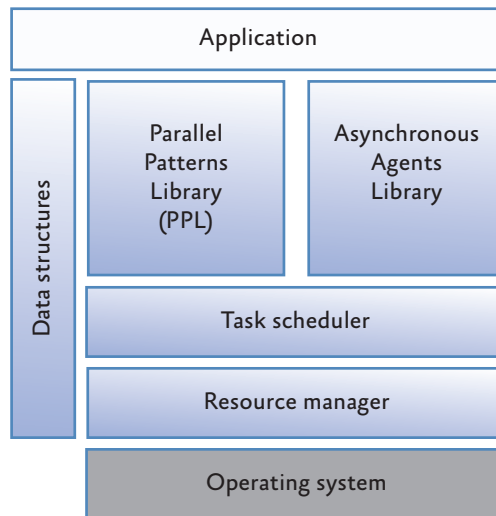 Application
Data structures
Parallel
Patterns
Library
(PPL)
Asynchronous
Agents
Library
Task scheduler
Resource manager
Operating system